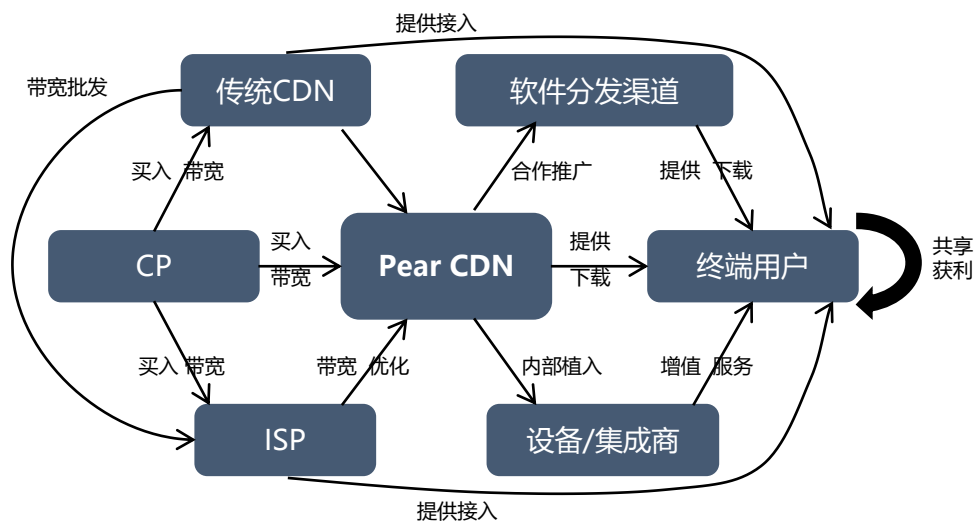 提供接入
带宽批发
传统CDN
软件分发渠道
买入 带宽
合作推广
提供 下载
CP
买入
带宽
Pear CDN
提供
下载
终端用户
共享
获利
买入 带宽
带宽 优化
内部植入
增值 服务
ISP
设备/集成商
提供接入